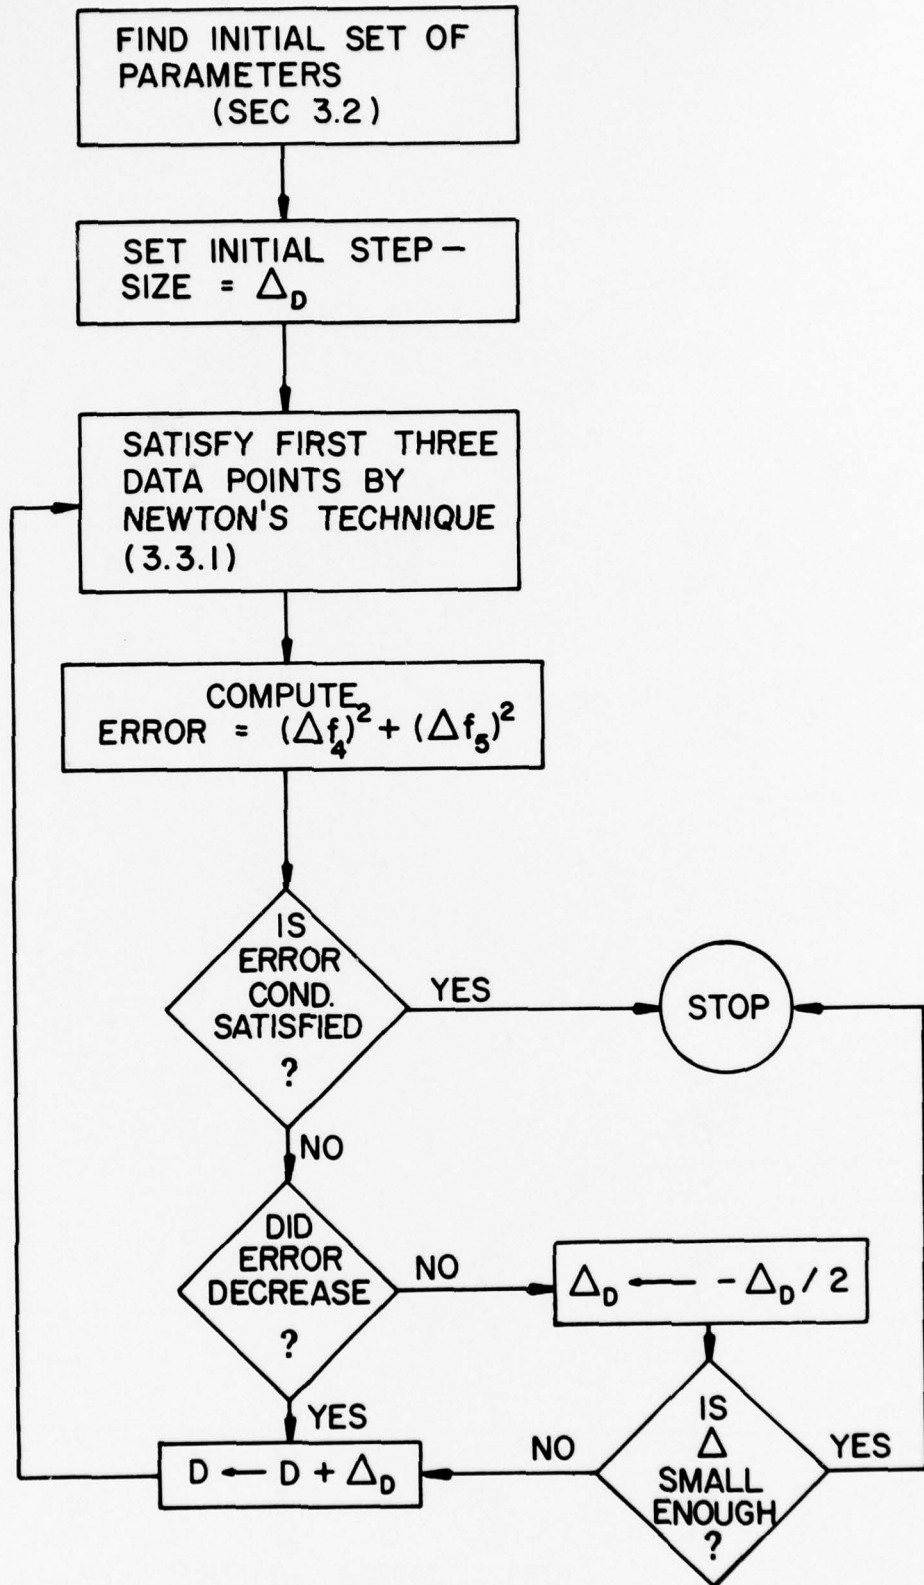 FIND INITIAL SET OF
PARAMETERS
(SEC 3.2)
SET INITIAL STEP-
SIZE = Δ_D
SATISFY FIRST THREE
DATA POINTS BY
NEWTON'S TECHNIQUE
(3.3.1)
COMPUTE
ERROR = (Δf₄)² + (Δf₅)²
IS
ERROR
COND.
SATISFIED
?
YES
STOP
NO
DID
ERROR
DECREASE
?
NO
Δ_D ← -Δ_D / 2
YES
IS
Δ
SMALL
ENOUGH
?
NO
YES
D ← D + Δ_D